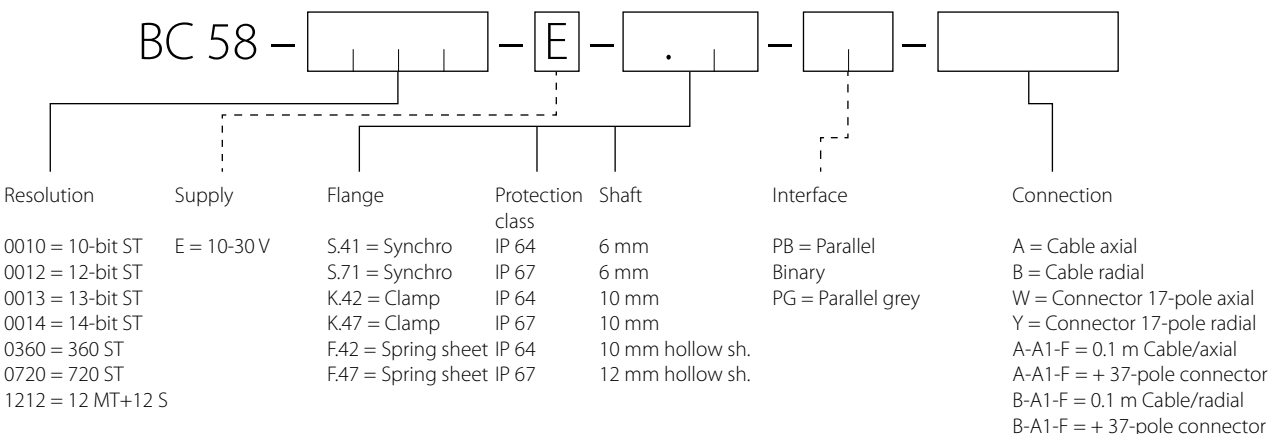 BC 58 – – E – . – –
Resolution
0010 = 10-bit ST
0012 = 12-bit ST
0013 = 13-bit ST
0014 = 14-bit ST
0360 = 360 ST
0720 = 720 ST
1212 = 12 MT+12 S
Supply
E = 10-30 V
Flange Protection class Shaft
S.41 = Synchro IP 64 6 mm
S.71 = Synchro IP 67 6 mm
K.42 = Clamp IP 64 10 mm
K.47 = Clamp IP 67 10 mm
F.42 = Spring sheet IP 64 10 mm hollow sh.
F.47 = Spring sheet IP 67 12 mm hollow sh.
Interface
PB = Parallel
Binary
PG = Parallel grey
Connection
A = Cable axial
B = Cable radial
W = Connector 17-pole axial
Y = Connector 17-pole radial
A-A1-F = 0.1 m Cable/axial
A-A1-F = + 37-pole connector
B-A1-F = 0.1 m Cable/radial
B-A1-F = + 37-pole connector